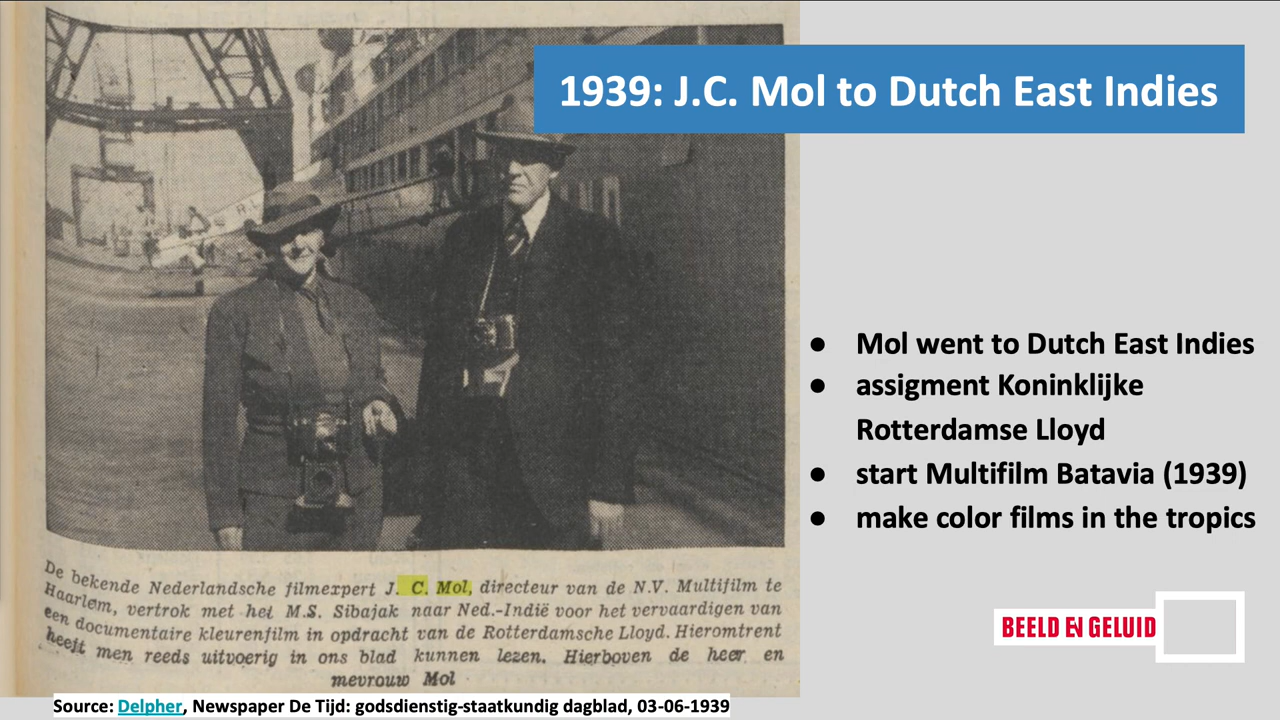 1939: J.C. Mol to Dutch East Indies
● Mol went to Dutch East Indies
● assigment Koninklijke
Rotterdamse Lloyd
● start Multifilm Batavia (1939)
● make color films in the tropics
BEELD EN GELUID
De bekende Nederlandsche filmexpert J. C. Mol, directeur van de N.V. Multifilm te
Haarlem, vertrok met het M.S. Sibajak naar Ned.-Indië voor het vervaardigen van
een documentaire kleurenfilm in opdracht van de Rotterdamsche Lloyd. Hieromtrent
heeft men reeds uitvoerig in ons blad kunnen lezen. Hierboven de heer en
mevrouw Mol
Source: Delpher, Newspaper De Tijd: godsdienstig-staatkundig dagblad, 03-06-1939